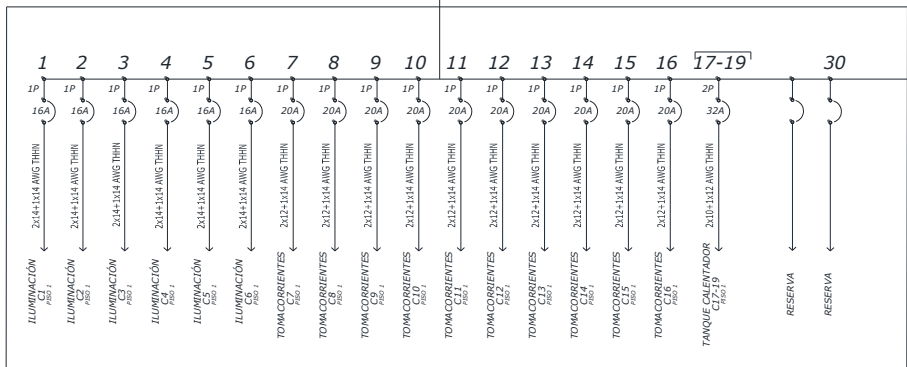 1 2 3 4 5 6 7 8 9 10 11 12 13 14 15 16 17-19 30
1P 1P 1P 1P 1P 1P 1P 1P 1P 1P 1P 1P 1P 1P 1P 1P 2P
16A 16A 16A 16A 16A 16A 20A 20A 20A 20A 20A 20A 20A 20A 20A 20A 32A
2x14+1x14 AWG THHN
2x14+1x14 AWG THHN
2x14+1x14 AWG THHN
2x14+1x14 AWG THHN
2x14+1x14 AWG THHN
2x14+1x14 AWG THHN
2x12+1x14 AWG THHN
2x12+1x14 AWG THHN
2x12+1x14 AWG THHN
2x12+1x14 AWG THHN
2x12+1x14 AWG THHN
2x12+1x14 AWG THHN
2x12+1x14 AWG THHN
2x12+1x14 AWG THHN
2x12+1x14 AWG THHN
2x12+1x14 AWG THHN
2x10+1x12 AWG THHN
ILUMINACIÓN
C1
PISO 1
ILUMINACIÓN
C2
PISO 1
ILUMINACIÓN
C3
PISO 1
ILUMINACIÓN
C4
PISO 1
ILUMINACIÓN
C5
PISO 1
ILUMINACIÓN
C6
PISO 1
TOMACORRIENTES
C7
PISO 1
TOMACORRIENTES
C8
PISO 1
TOMACORRIENTES
C9
PISO 1
TOMACORRIENTES
C10
PISO 1
TOMACORRIENTES
C11
PISO 1
TOMACORRIENTES
C12
PISO 1
TOMACORRIENTES
C13
PISO 1
TOMACORRIENTES
C14
PISO 1
TOMACORRIENTES
C15
PISO 1
TOMACORRIENTES
C16
PISO 1
TANQUE CALENTADOR
C17-19
PISO 1
RESERVA
RESERVA